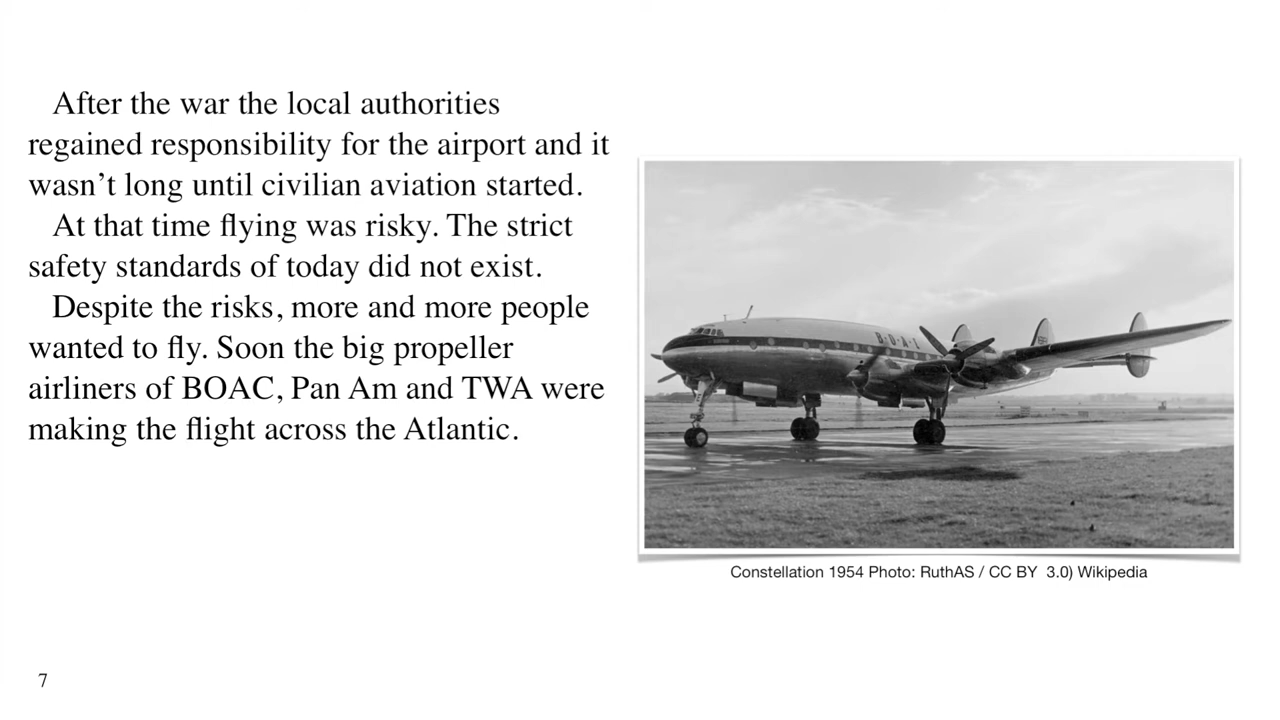 After the war the local authorities
regained responsibility for the airport and it
wasn’t long until civilian aviation started.
At that time flying was risky. The strict
safety standards of today did not exist.
Despite the risks, more and more people
wanted to fly. Soon the big propeller
airliners of BOAC, Pan Am and TWA were
making the flight across the Atlantic.
B·O·A·C
Constellation 1954 Photo: RuthAS / CC BY  3.0) Wikipedia
7